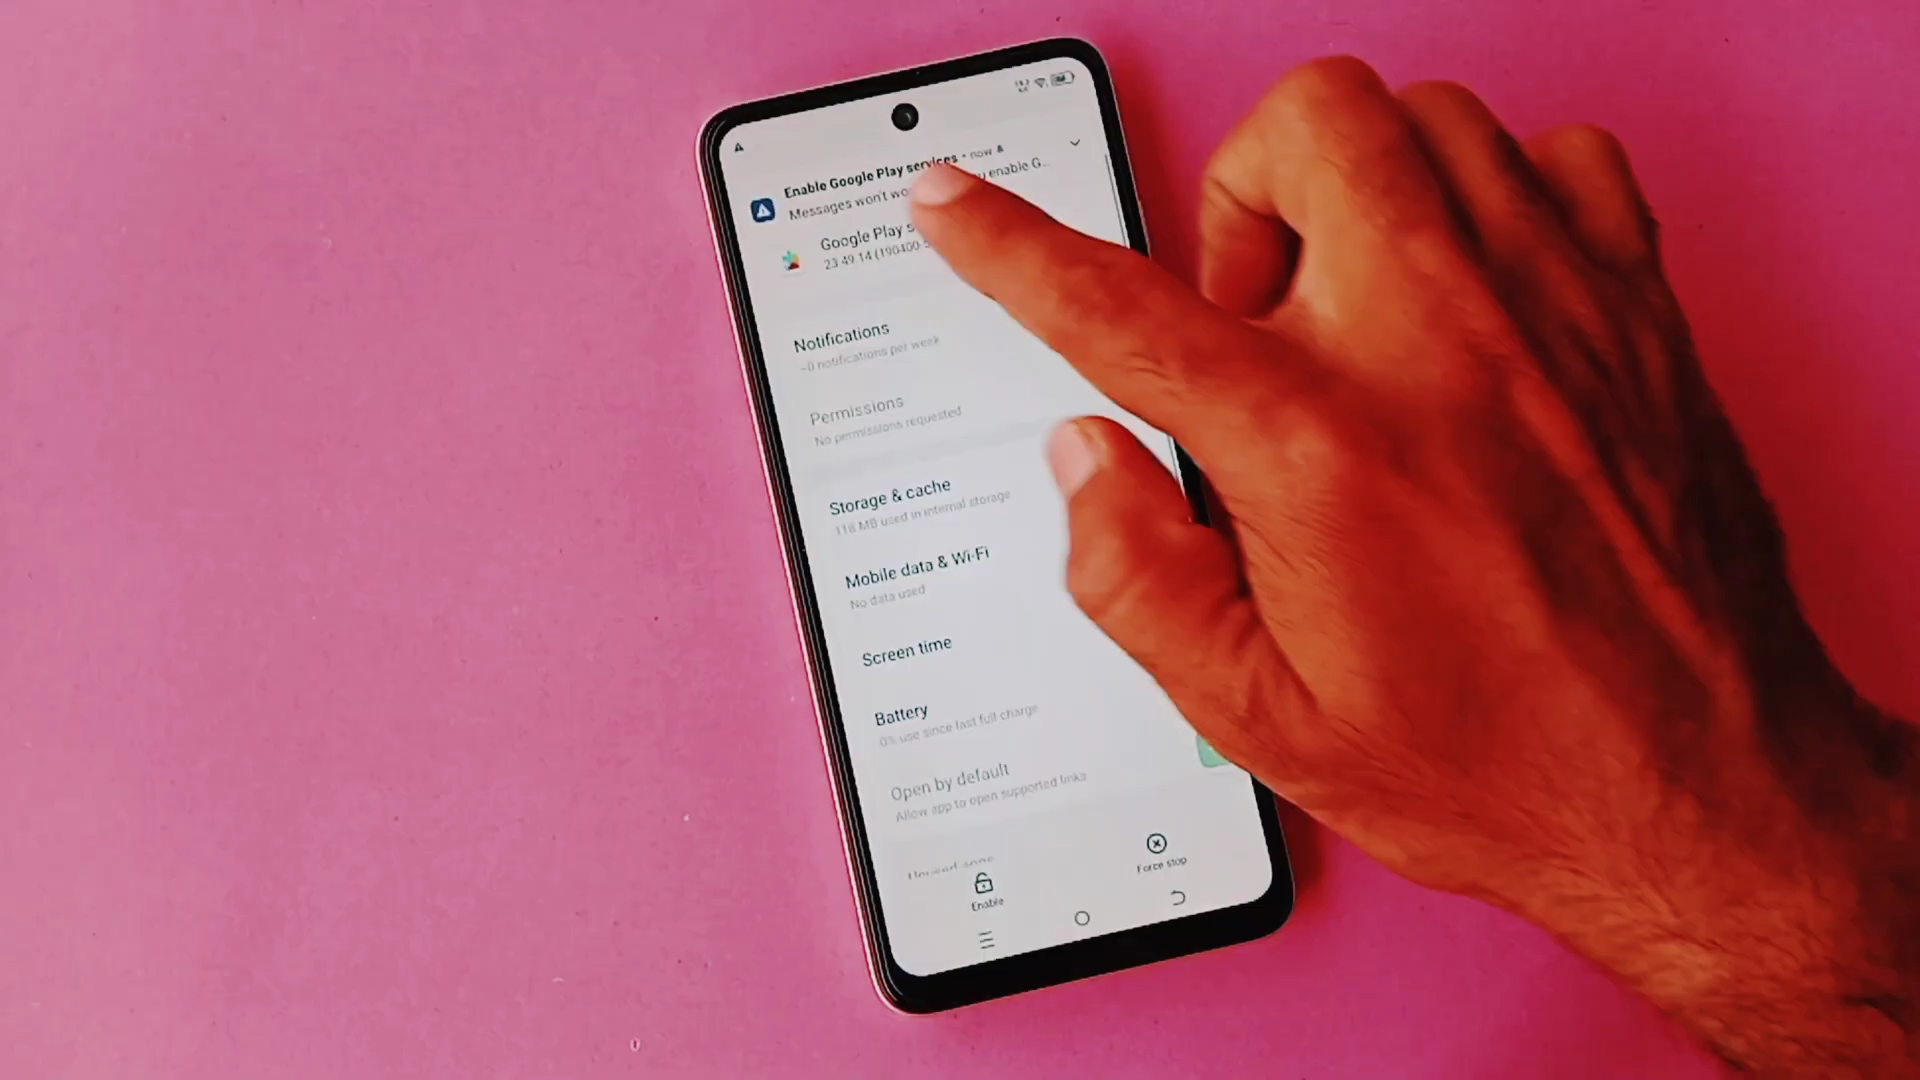 Enable Google Play services • now
Messages won't enable G...
Google Play
23.49.14 (190400-
Notifications
~0 notifications per week
Permissions
No permissions requested
Storage & cache
118 MB used in internal storage
Mobile data & Wi-Fi
No data used
Screen time
Battery
0% use since last full charge
Open by default
Allow app to open supported links
Unused apps
Enable
Force stop